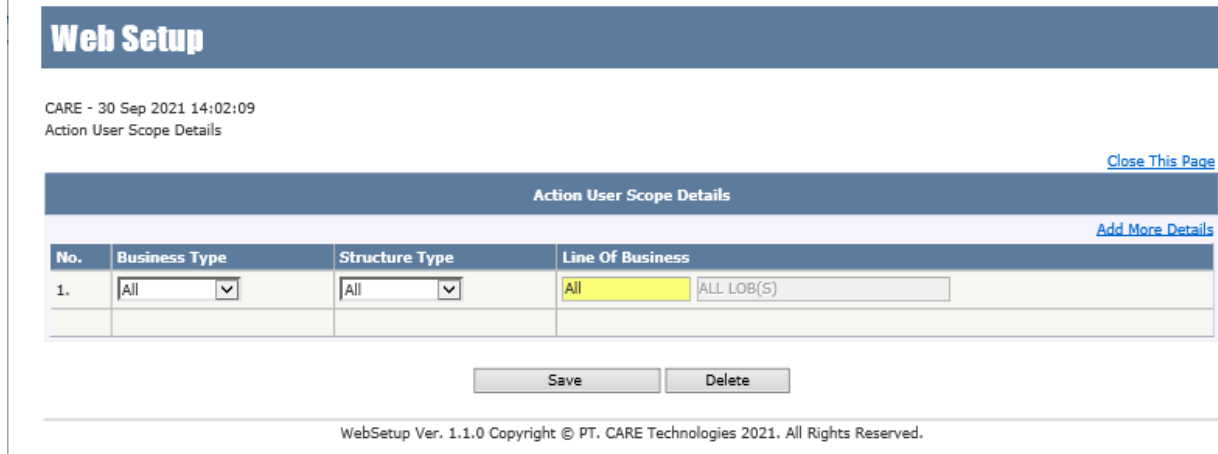 Web Setup
CARE - 30 Sep 2021 14:02:09
Action User Scope Details
Close This Page
Action User Scope Details
Add More Details
No. Business Type Structure Type Line Of Business
1. All All All ALL LOB(S)
Save Delete
WebSetup Ver. 1.1.0 Copyright © PT. CARE Technologies 2021. All Rights Reserved.